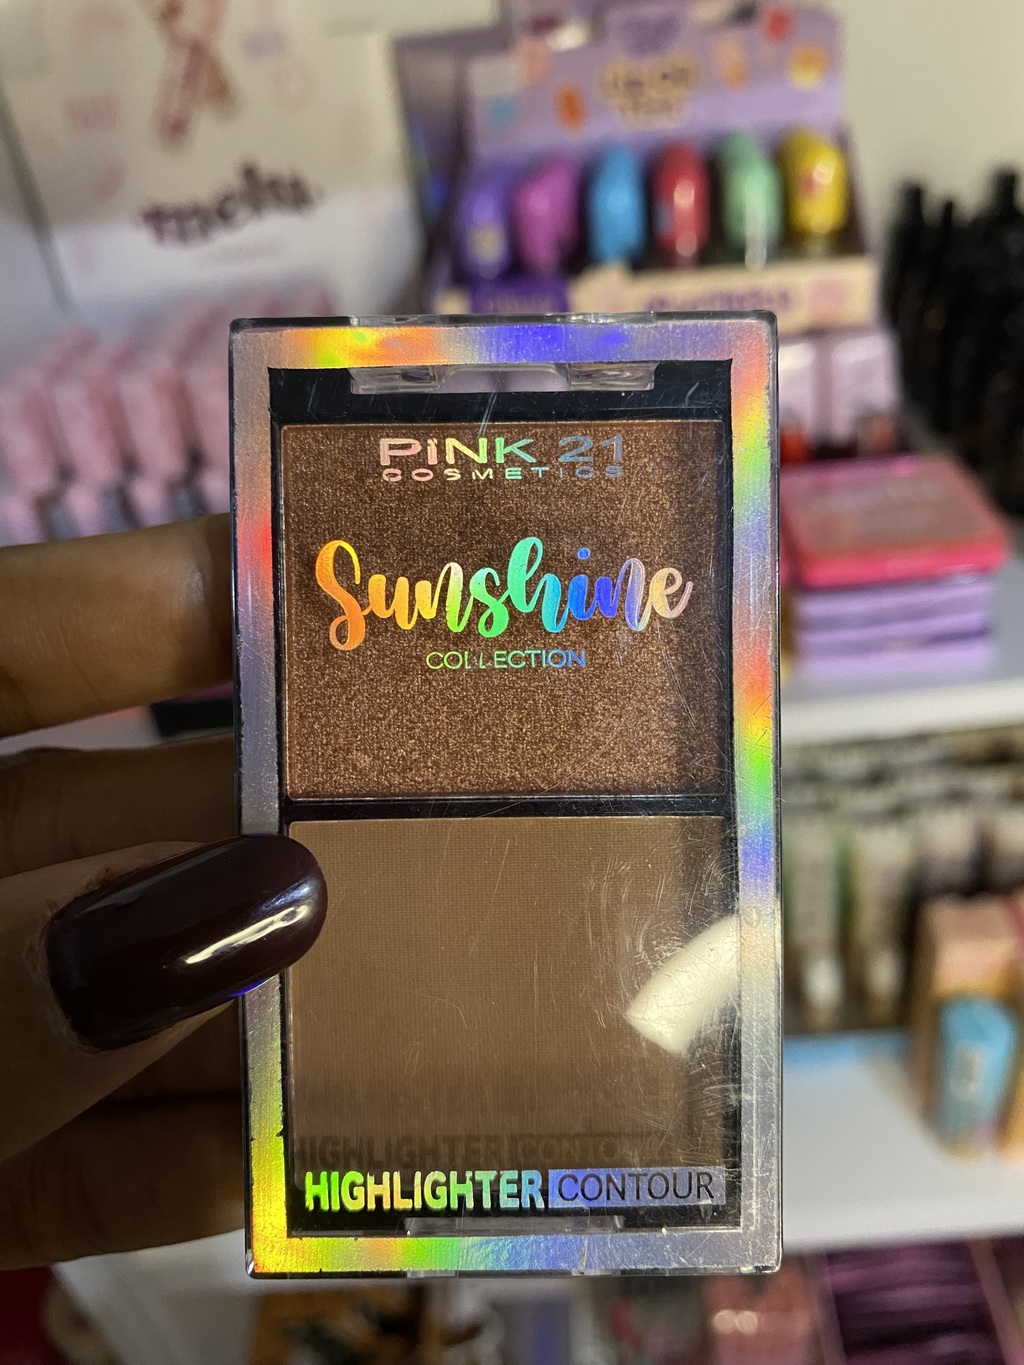 PiNK 21
COSMETICS
Sunshine
COLLECTION
HIGHLIGHTER CONTOUR